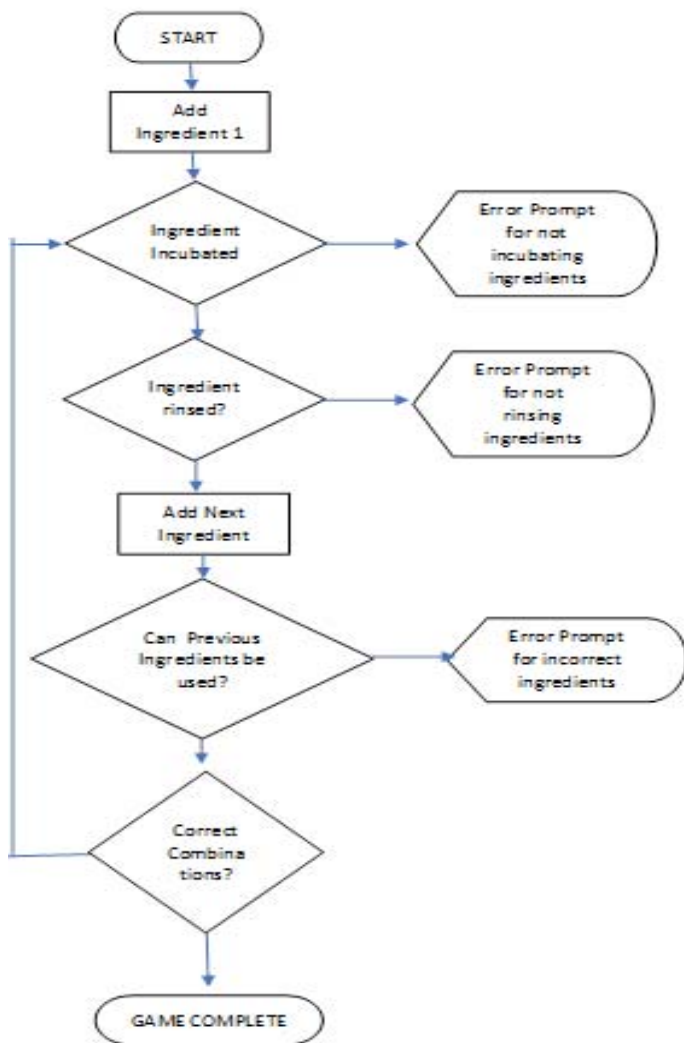 START
Add
Ingredient 1
Ingredient
Incubated
Error Prompt
for not
incubating
ingredients
Ingredient
rinsed?
Error Prompt
for not
rinsing
ingredients
Add Next
Ingredient
Can Previous
Ingredients be
used?
Error Prompt
for incorrect
ingredients
Correct
Combina
tions?
GAME COMPLETE